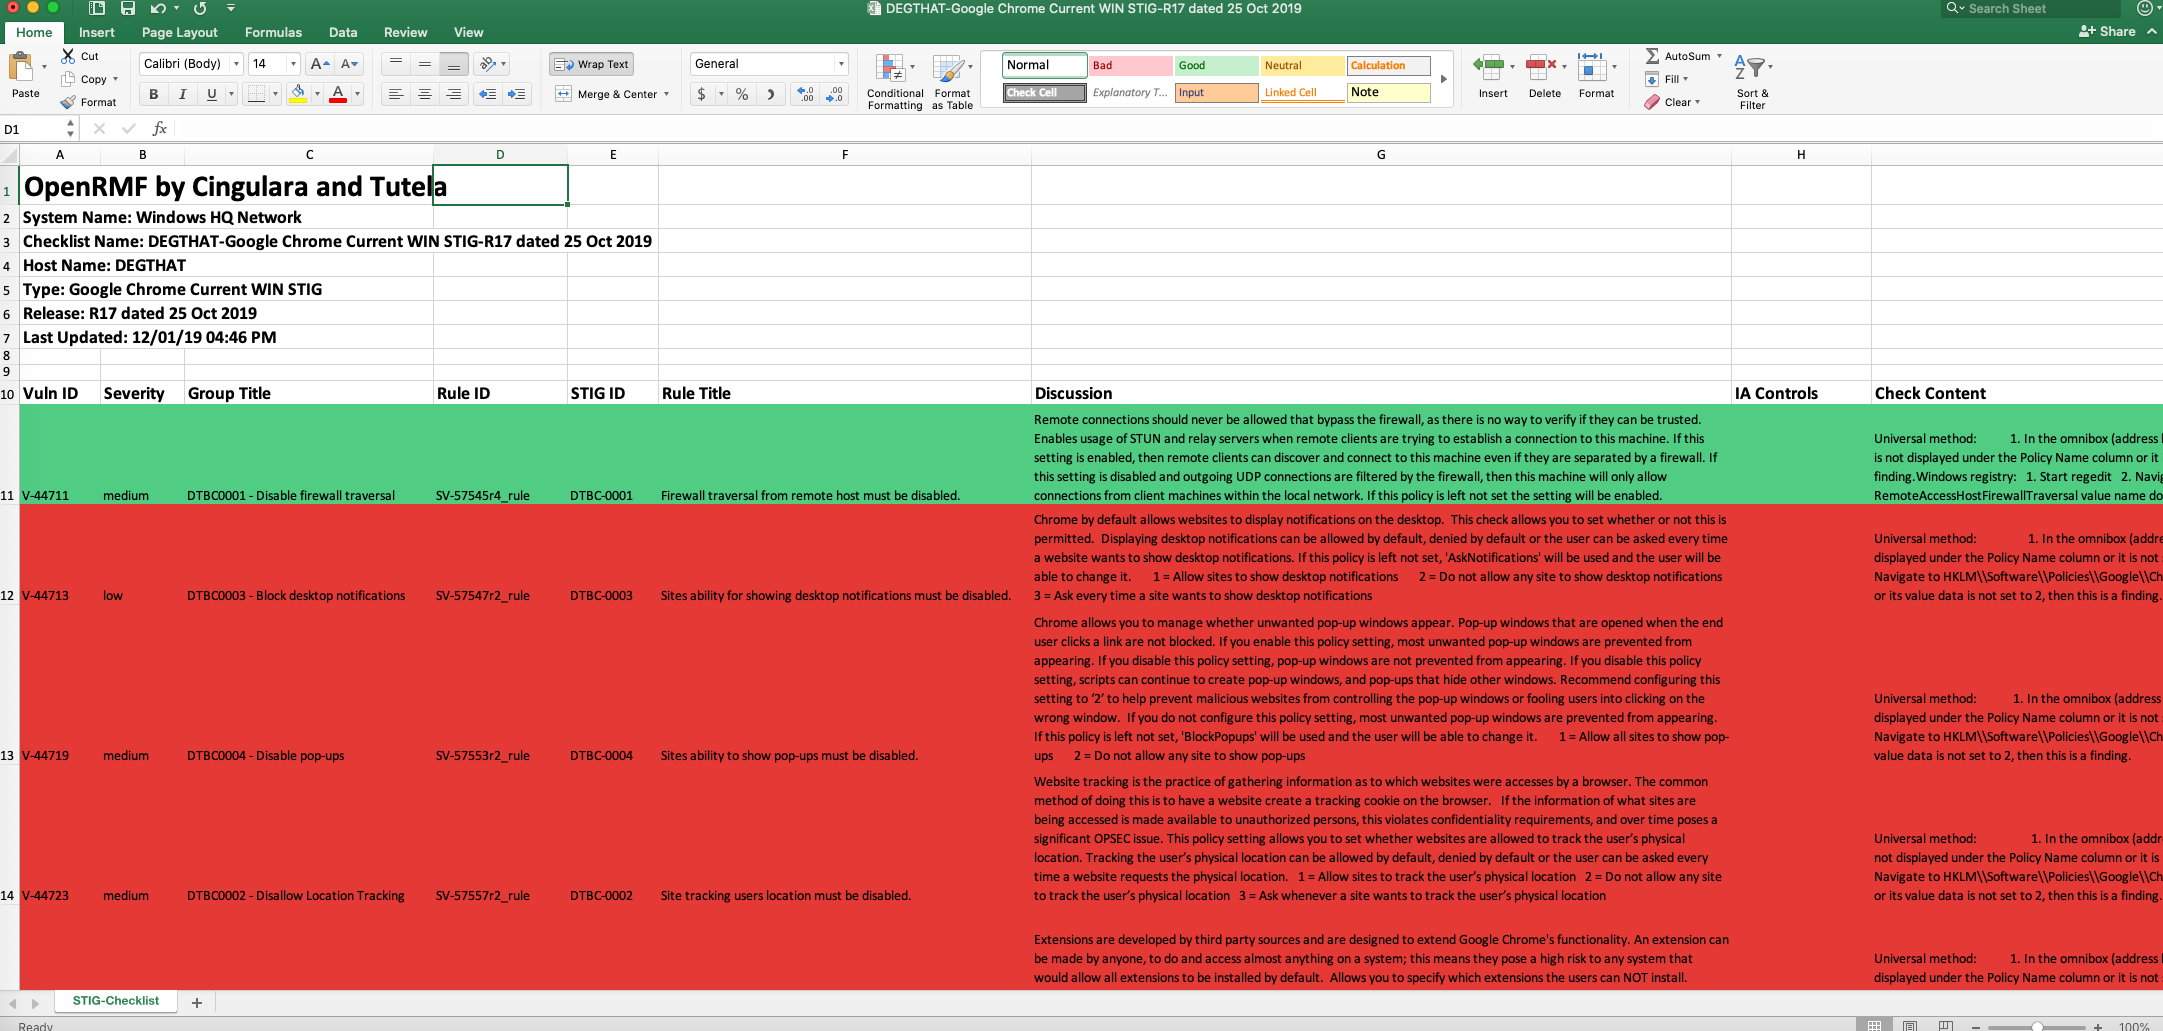 DEGTHAT-Google Chrome Current WIN STIG-R17 dated 25 Oct 2019
Search Sheet
Home Insert Page Layout Formulas Data Review View
Share
Paste
Cut
Copy
Format
Calibri (Body) 14
B I U
Wrap Text
Merge & Center
General
$ % )
Conditional Formatting
Format as Table
Normal Bad Good Neutral Calculation
Check Cell Explanatory T... Input Linked Cell Note
Insert Delete Format
AutoSum
Fill
Clear
Sort & Filter
D1 fx
A B C D E F G H
1 OpenRMF by Cingulara and Tutela
2 System Name: Windows HQ Network
3 Checklist Name: DEGTHAT-Google Chrome Current WIN STIG-R17 dated 25 Oct 2019
4 Host Name: DEGTHAT
5 Type: Google Chrome Current WIN STIG
6 Release: R17 dated 25 Oct 2019
7 Last Updated: 12/01/19 04:46 PM
8
9
10 Vuln ID Severity Group Title Rule ID STIG ID Rule Title Discussion IA Controls Check Content
11 V-44711 medium DTBC0001 - Disable firewall traversal SV-57545r4_rule DTBC-0001 Firewall traversal from remote host must be disabled.
Remote connections should never be allowed that bypass the firewall, as there is no way to verify if they can be trusted.
Enables usage of STUN and relay servers when remote clients are trying to establish a connection to this machine. If this
setting is enabled, then remote clients can discover and connect to this machine even if they are separated by a firewall. If
this setting is disabled and outgoing UDP connections are filtered by the firewall, then this machine will only allow
connections from client machines within the local network. If this policy is left not set the setting will be enabled.
Universal method: 1. In the omnibox (address
is not displayed under the Policy Name column or it
finding.Windows registry: 1. Start regedit 2. Navig
RemoteAccessHostFirewallTraversal value name do
12 V-44713 low DTBC0003 - Block desktop notifications SV-57547r2_rule DTBC-0003 Sites ability for showing desktop notifications must be disabled.
Chrome by default allows websites to display notifications on the desktop. This check allows you to set whether or not this is
permitted. Displaying desktop notifications can be allowed by default, denied by default or the user can be asked every time
a website wants to show desktop notifications. If this policy is left not set, 'AskNotifications' will be used and the user will be
able to change it. 1 = Allow sites to show desktop notifications 2 = Do not allow any site to show desktop notifications
3 = Ask every time a site wants to show desktop notifications
Universal method: 1. In the omnibox (addre
displayed under the Policy Name column or it is not
Navigate to HKLM\\Software\\Policies\\Google\\Ch
or its value data is not set to 2, then this is a finding.
13 V-44719 medium DTBC0004 - Disable pop-ups SV-57553r2_rule DTBC-0004 Sites ability to show pop-ups must be disabled.
Chrome allows you to manage whether unwanted pop-up windows appear. Pop-up windows that are opened when the end
user clicks a link are not blocked. If you enable this policy setting, most unwanted pop-up windows are prevented from
appearing. If you disable this policy setting, pop-up windows are not prevented from appearing. If you disable this policy
setting, scripts can continue to create pop-up windows, and pop-ups that hide other windows. Recommend configuring this
setting to ‘2’ to help prevent malicious websites from controlling the pop-up windows or fooling users into clicking on the
wrong window. If you do not configure this policy setting, most unwanted pop-up windows are prevented from appearing.
If this policy is left not set, 'BlockPopups' will be used and the user will be able to change it. 1 = Allow all sites to show pop-
ups 2 = Do not allow any site to show pop-ups
Universal method: 1. In the omnibox (address
displayed under the Policy Name column or it is not
Navigate to HKLM\\Software\\Policies\\Google\\Ch
value data is not set to 2, then this is a finding.
14 V-44723 medium DTBC0002 - Disallow Location Tracking SV-57557r2_rule DTBC-0002 Site tracking users location must be disabled.
Website tracking is the practice of gathering information as to which websites were accesses by a browser. The common
method of doing this is to have a website create a tracking cookie on the browser. If the information of what sites are
being accessed is made available to unauthorized persons, this violates confidentiality requirements, and over time poses a
significant OPSEC issue. This policy setting allows you to set whether websites are allowed to track the user’s physical
location. Tracking the user’s physical location can be allowed by default, denied by default or the user can be asked every
time a website requests the physical location. 1 = Allow sites to track the user’s physical location 2 = Do not allow any site
to track the user’s physical location 3 = Ask whenever a site wants to track the user’s physical location
Universal method: 1. In the omnibox (addr
not displayed under the Policy Name column or it is
Navigate to HKLM\\Software\\Policies\\Google\\Ch
or its value data is not set to 2, then this is a finding.
Extensions are developed by third party sources and are designed to extend Google Chrome's functionality. An extension can
be made by anyone, to do and access almost anything on a system; this means they pose a high risk to any system that
would allow all extensions to be installed by default. Allows you to specify which extensions the users can NOT install.
Universal method: 1. In the omnibox (address
displayed under the Policy Name column or it is not
STIG-Checklist +
Ready
100%